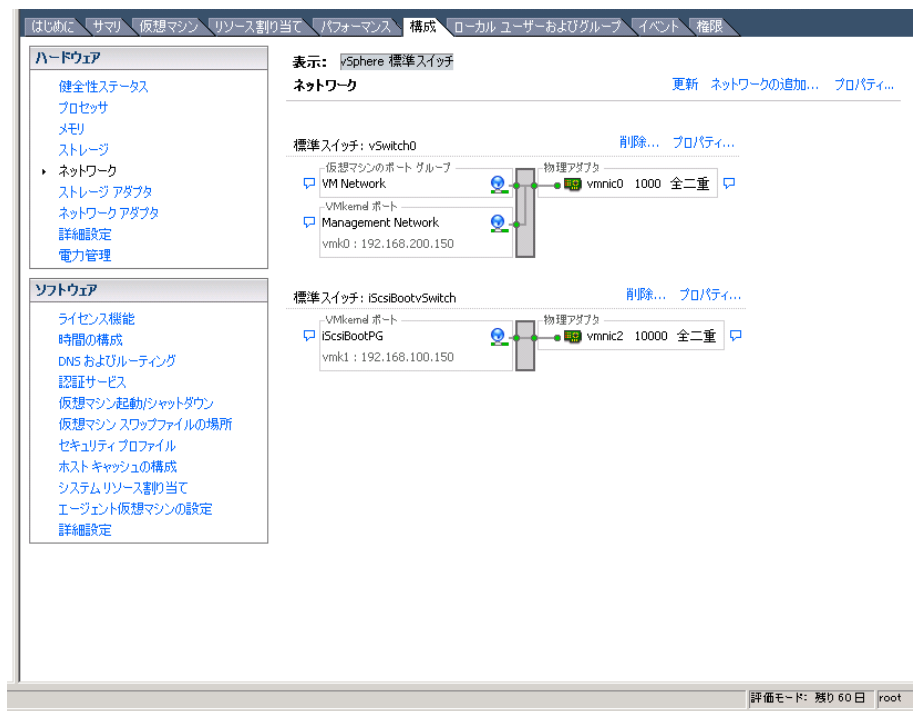 はじめに サマリ 仮想マシン リソース割り当て パフォーマンス 構成 ローカル ユーザーおよびグループ イベント 権限
ハードウェア
健全性ステータス
プロセッサ
メモリ
ストレージ
ネットワーク
ストレージ アダプタ
ネットワーク アダプタ
詳細設定
電力管理
ソフトウェア
ライセンス機能
時間の構成
DNS およびルーティング
認証サービス
仮想マシン起動/シャットダウン
仮想マシン スワップファイルの場所
セキュリティ プロファイル
ホスト キャッシュの構成
システム リソース割り当て
エージェント仮想マシンの設定
詳細設定
表示: vSphere 標準スイッチ
ネットワーク 更新 ネットワークの追加... プロパティ...
標準スイッチ: vSwitch0 削除... プロパティ...
仮想マシンのポート グループ 物理アダプタ
VM Network vmnic0 1000 全二重
VMkernel ポート
Management Network
vmk0 : 192.168.200.150
標準スイッチ: iScsiBootvSwitch 削除... プロパティ...
VMkernel ポート 物理アダプタ
iScsiBootPG vmnic2 10000 全二重
vmk1 : 192.168.100.150
評価モード: 残り 60 日 root